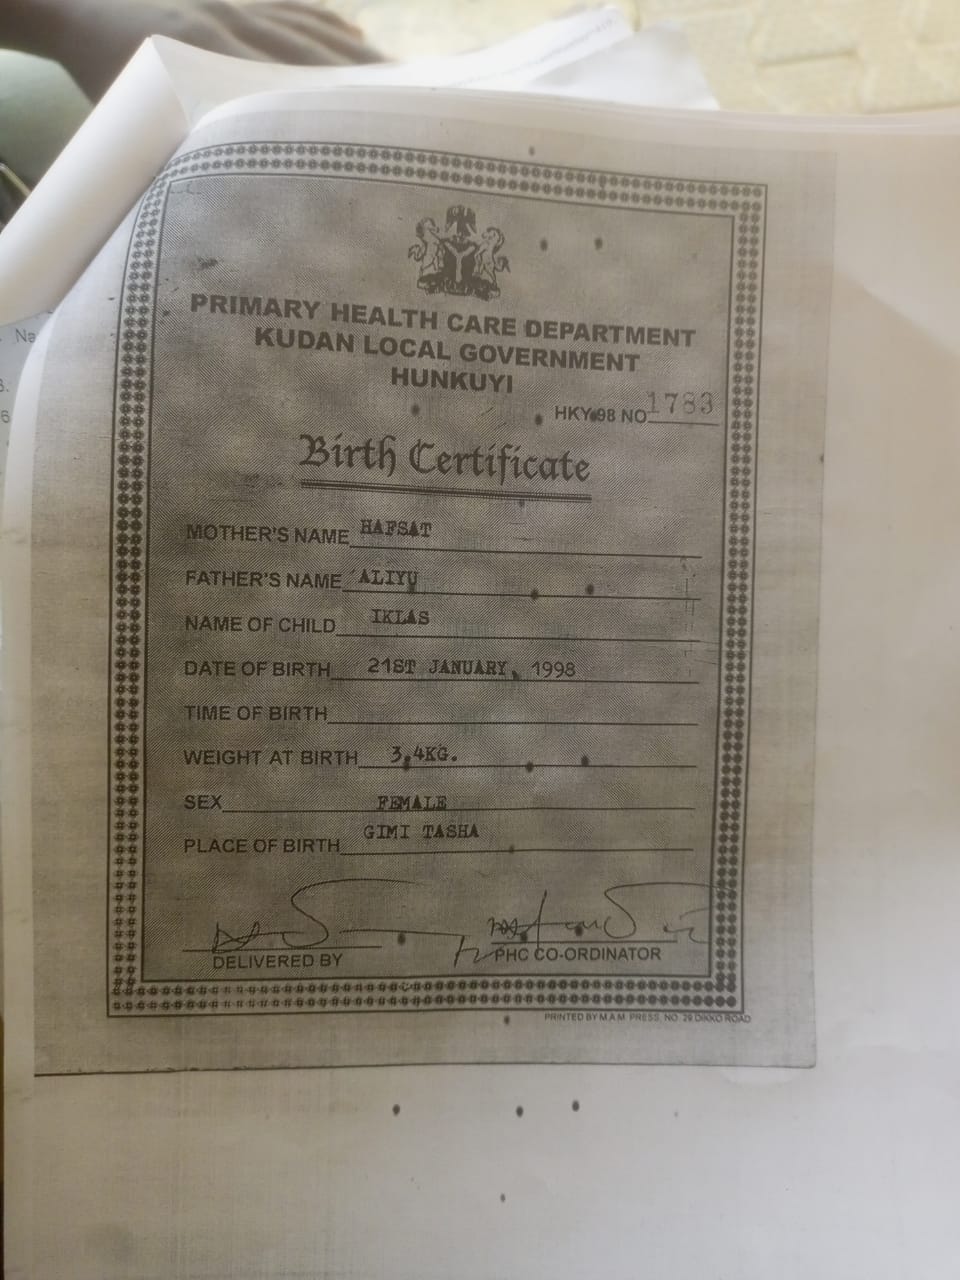 PRIMARY HEALTH CARE DEPARTMENT
KUDAN LOCAL GOVERNMENT
HUNKUYI
HKY 98 NO 1783
Birth Certificate
MOTHER'S NAME HAFSAT
FATHER'S NAME ALIYU
NAME OF CHILD IKLAS
DATE OF BIRTH 21ST JANUARY, 1998
TIME OF BIRTH
WEIGHT AT BIRTH 3.4KG.
SEX FEMALE
PLACE OF BIRTH GIMI TASHA
DELIVERED BY PHC CO-ORDINATOR
PRINTED BY M.A.M. PRESS, NO. 29 DIKKO ROAD
Na